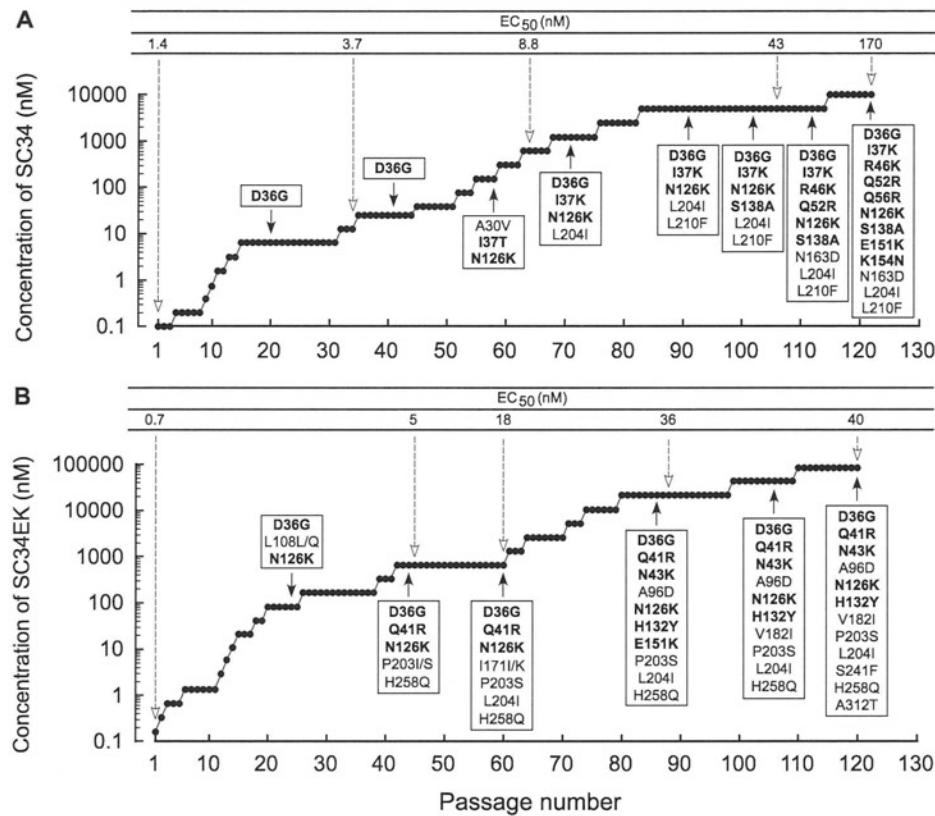 A
EC50 (nM)
1.4 3.7 8.8 43 170
Concentration of SC34 (nM)
10000
1000
100
10
1
0.1
D36G
D36G
A30V
I37T
N126K
D36G
I37K
N126K
L204I
D36G
I37K
N126K
L204I
L210F
D36G
I37K
N126K
S138A
L204I
L210F
D36G
I37K
R46K
Q52R
N126K
S138A
N163D
L204I
L210F
D36G
I37K
R46K
Q52R
Q56R
N126K
S138A
E151K
K154N
N163D
L204I
L210F
1 10 20 30 40 50 60 70 80 90 100 110 120 130
B
EC50 (nM)
0.7 5 18 36 40
Concentration of SC34EK (nM)
100000
10000
1000
100
10
1
0.1
D36G
L108L/Q
N126K
D36G
Q41R
N126K
P203I/S
H258Q
D36G
Q41R
N126K
I171I/K
P203S
L204I
H258Q
D36G
Q41R
N43K
A96D
N126K
H132Y
E151K
P203S
L204I
H258Q
D36G
Q41R
N43K
A96D
N126K
H132Y
V182I
P203S
L204I
H258Q
D36G
Q41R
N43K
A96D
N126K
H132Y
V182I
P203S
L204I
S241F
H258Q
A312T
1 10 20 30 40 50 60 70 80 90 100 110 120 130
Passage number